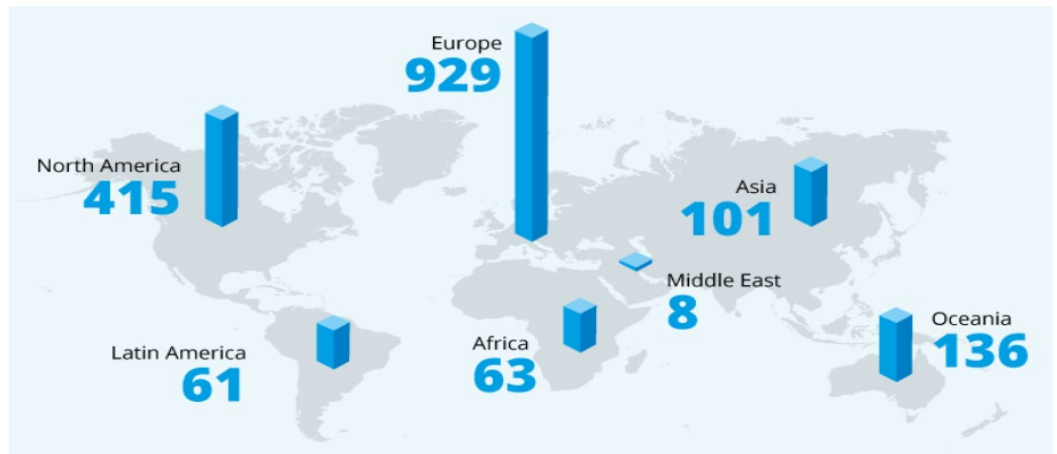 Europe
929
North America
415
Asia
101
Middle East
8
Oceania
136
Africa
63
Latin America
61